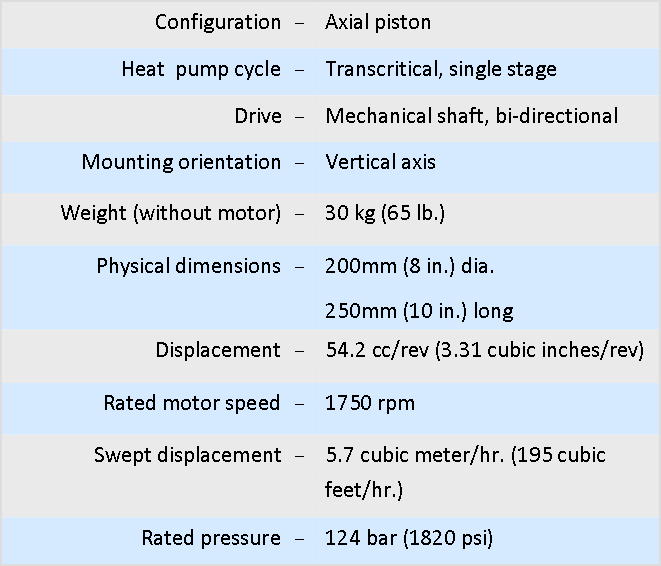 Configuration – Axial piston
Heat pump cycle – Transcritical, single stage
Drive – Mechanical shaft, bi-directional
Mounting orientation – Vertical axis
Weight (without motor) – 30 kg (65 lb.)
Physical dimensions – 200mm (8 in.) dia.
250mm (10 in.) long
Displacement – 54.2 cc/rev (3.31 cubic inches/rev)
Rated motor speed – 1750 rpm
Swept displacement – 5.7 cubic meter/hr. (195 cubic
feet/hr.)
Rated pressure – 124 bar (1820 psi)